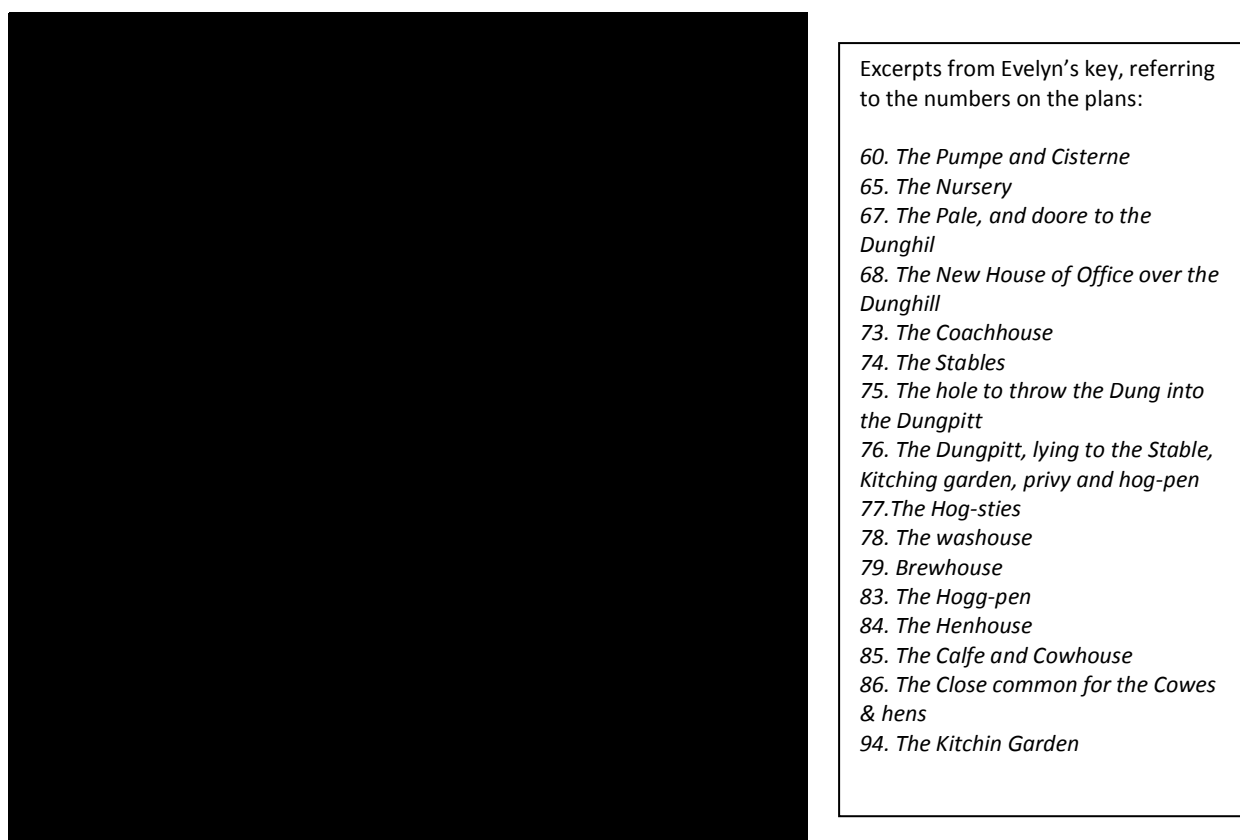 Excerpts from Evelyn’s key, referring
to the numbers on the plans:
60. The Pumpe and Cisterne
65. The Nursery
67. The Pale, and doore to the
Dunghil
68. The New House of Office over the
Dunghill
73. The Coachhouse
74. The Stables
75. The hole to throw the Dung into
the Dungpitt
76. The Dungpitt, lying to the Stable,
Kitching garden, privy and hog-pen
77.The Hog-sties
78. The washouse
79. Brewhouse
83. The Hogg-pen
84. The Henhouse
85. The Calfe and Cowhouse
86. The Close common for the Cowes
& hens
94. The Kitchin Garden